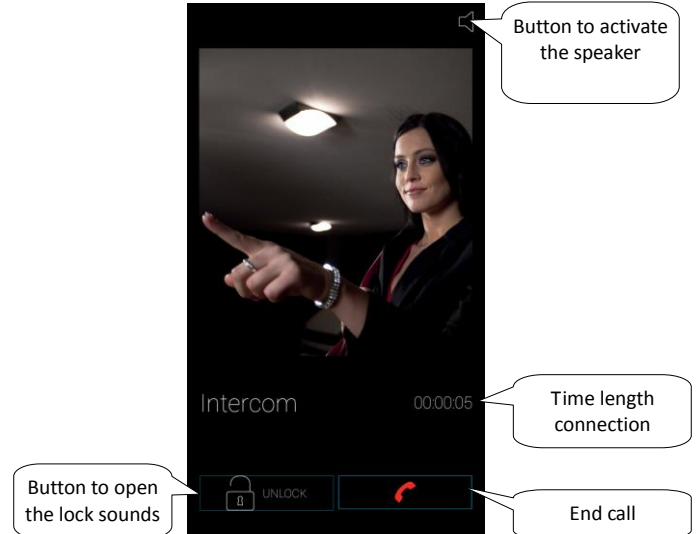 Button to activate
the speaker
Intercom
00:00:05
Time length
connection
UNLOCK
Button to open
the lock sounds
End call